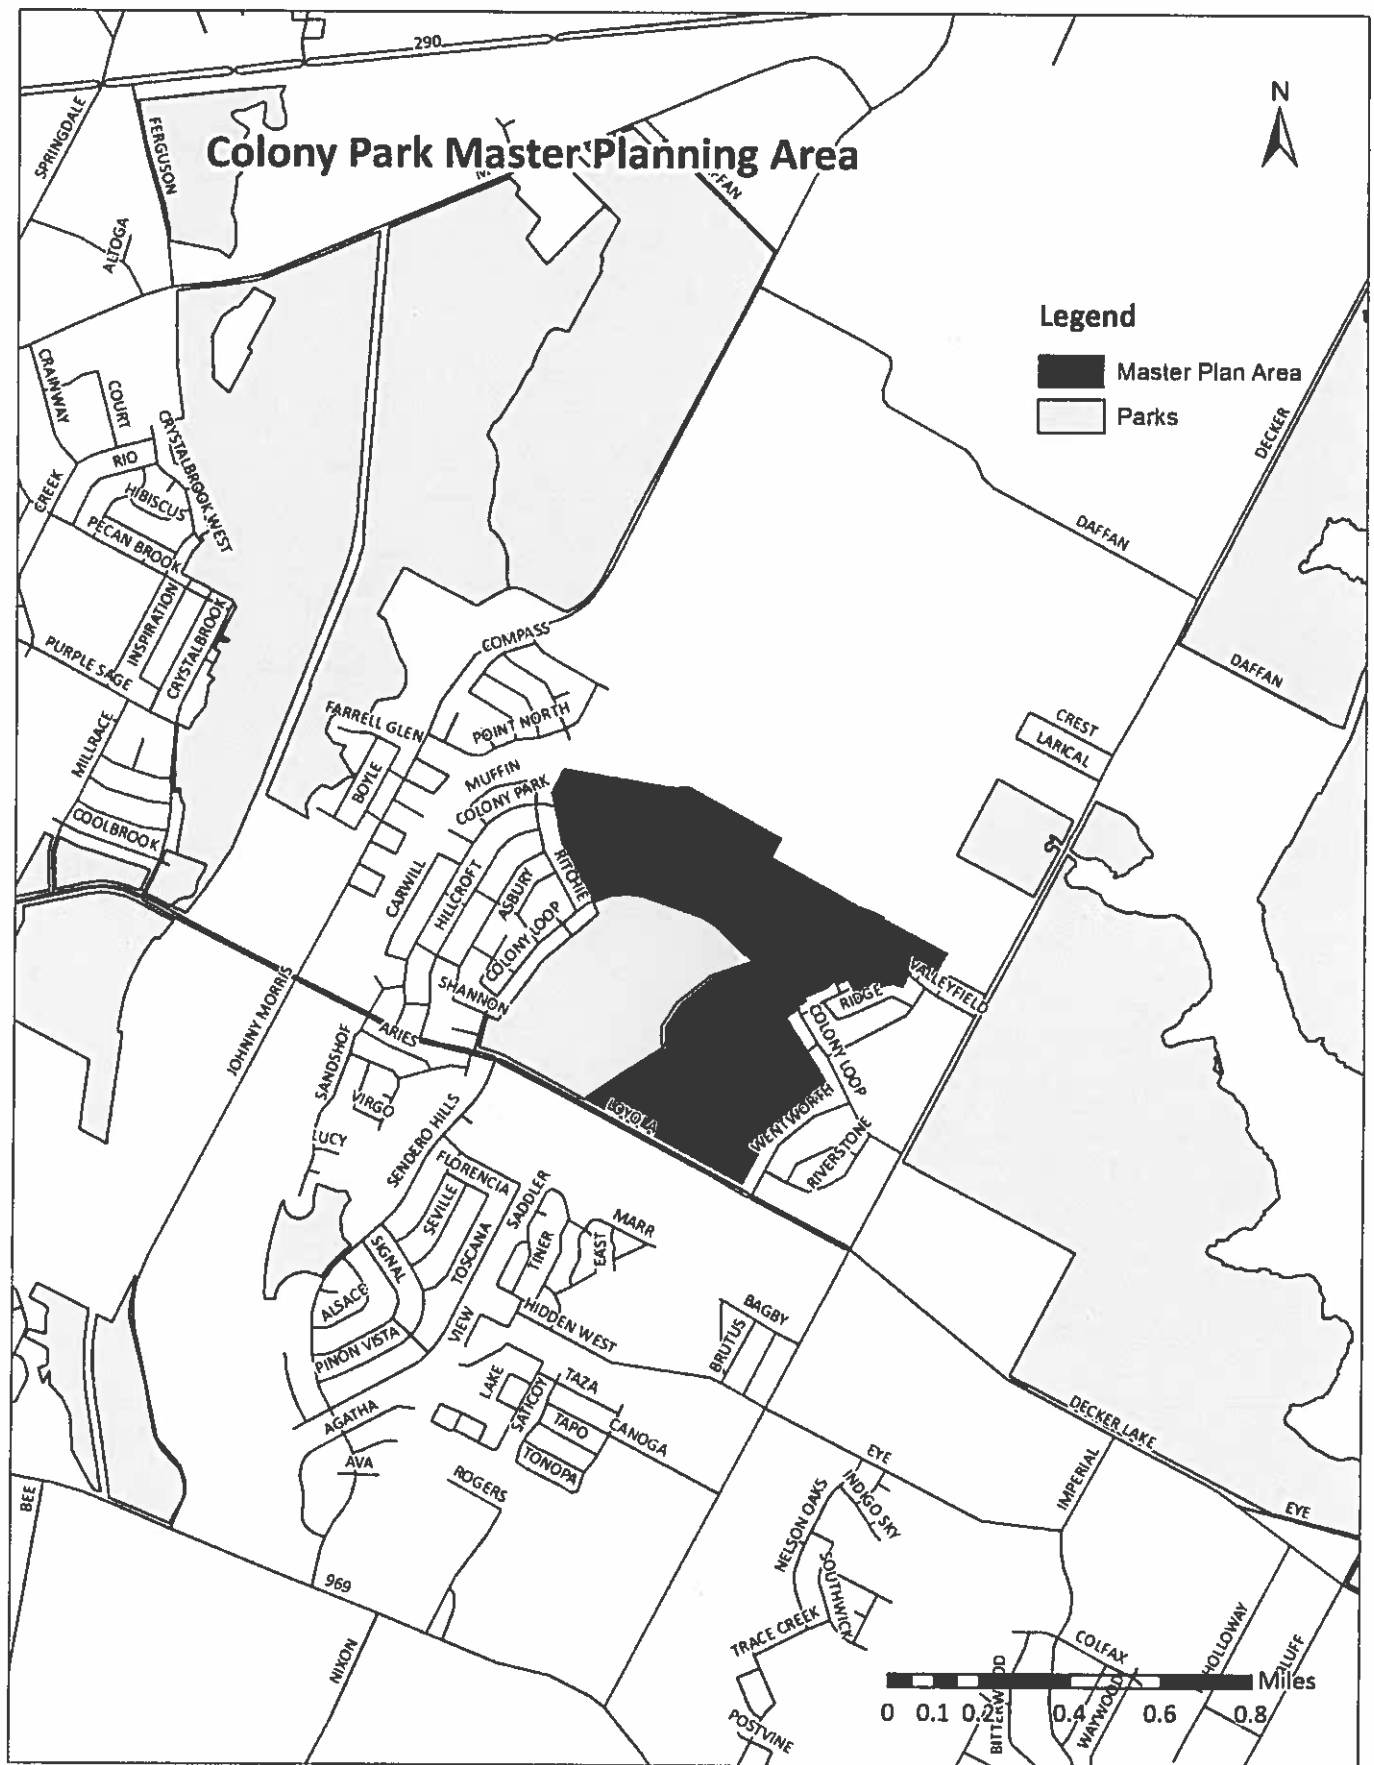 290
N
SPRINGDALE
FERGUSON
Colony Park Master Planning Area
ALTOGA
Legend
Master Plan Area
Parks
CRAINWAY
COURT
CRYSTALBROOK WEST
DECKER
RIO
CREEK
HIBISCUS
PECAN BROOK
DAFFAN
INSPIRATION
CRYSTALBROOK
PURPLE SAGE
COMPASS
DAFFAN
MILLRACE
FARRELL GLEN
POINT NORTH
CREST
LARICAL
BOYLE
MUFFIN
COLONY PARK
COOLBROOK
RITCHIE
CARWILL
HILLCROFT
ASBURY
COLONY LOOP
SHANNON
VALLEYFIELD
RIDGE
COLONY LOOP
JOHNNY MORRIS
ARIES
SANDSHOF
VIRGO
LOYOLA
WENTWORTH
LUCY
SENDERO HILLS
RIVERSTONE
FLORENCIA
SADDLER
SEVILLE
MARR
TINER
EAST
SIGNAL
TOSCANA
ALSACE
VIEW
HIDDEN WEST
BAGBY
BRUTUS
PINON VISTA
LAKE
SATICOY
TAZA
AGATHA
TAPO
CANOGA
DECKER LAKE
AVA
TONOPA
EYE
IMPERIAL
ROGERS
BEE
INDIGO SKY
NELSON OAKS
EYE
SOUTHWICK
969
TRACE CREEK
COLFAX
HOLLOWAY
NIXON
BITTERWOOD
WAYWOOD
Miles
0 0.1 0.2 0.4 0.6 0.8
POSTVINE